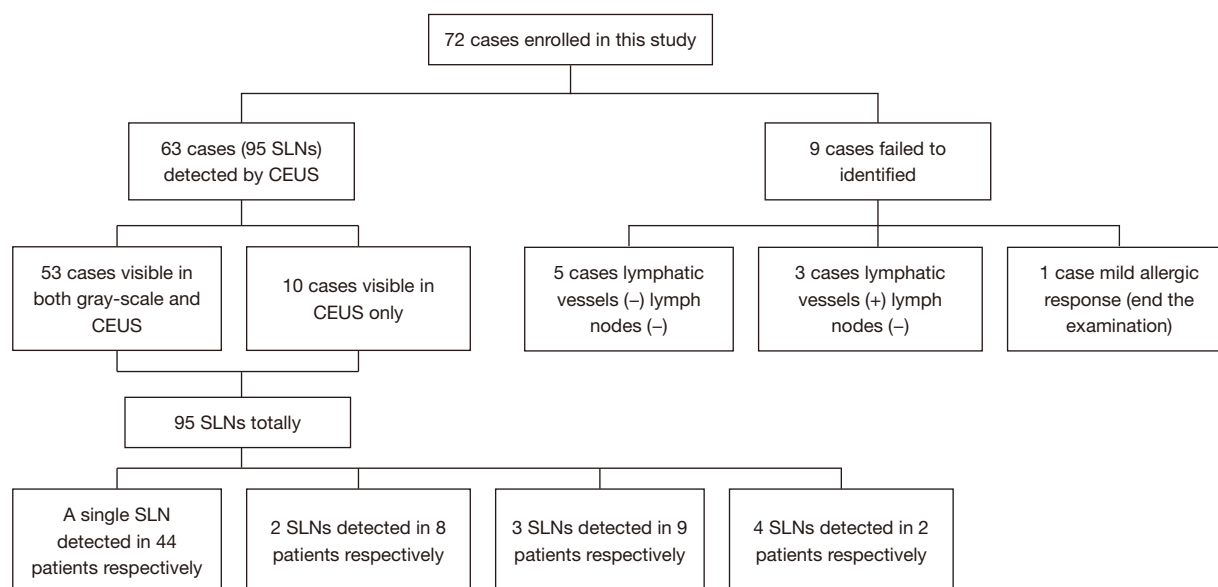 72 cases enrolled in this study
63 cases (95 SLNs)
detected by CEUS
9 cases failed to
identified
53 cases visible in
both gray-scale and
CEUS
10 cases visible in
CEUS only
5 cases lymphatic
vessels (–) lymph
nodes (–)
3 cases lymphatic
vessels (+) lymph
nodes (–)
1 case mild allergic
response (end the
examination)
95 SLNs totally
A single SLN
detected in 44
patients respectively
2 SLNs detected in 8
patients respectively
3 SLNs detected in 9
patients respectively
4 SLNs detected in 2
patients respectively